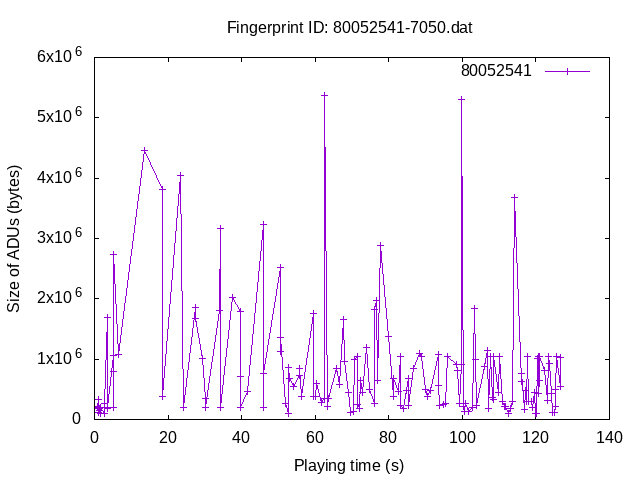 Fingerprint ID: 80052541-7050.dat
80052541
Size of ADUs (bytes)
6x10^6
5x10^6
4x10^6
3x10^6
2x10^6
1x10^6
0
0 20 40 60 80 100 120 140
Playing time (s)